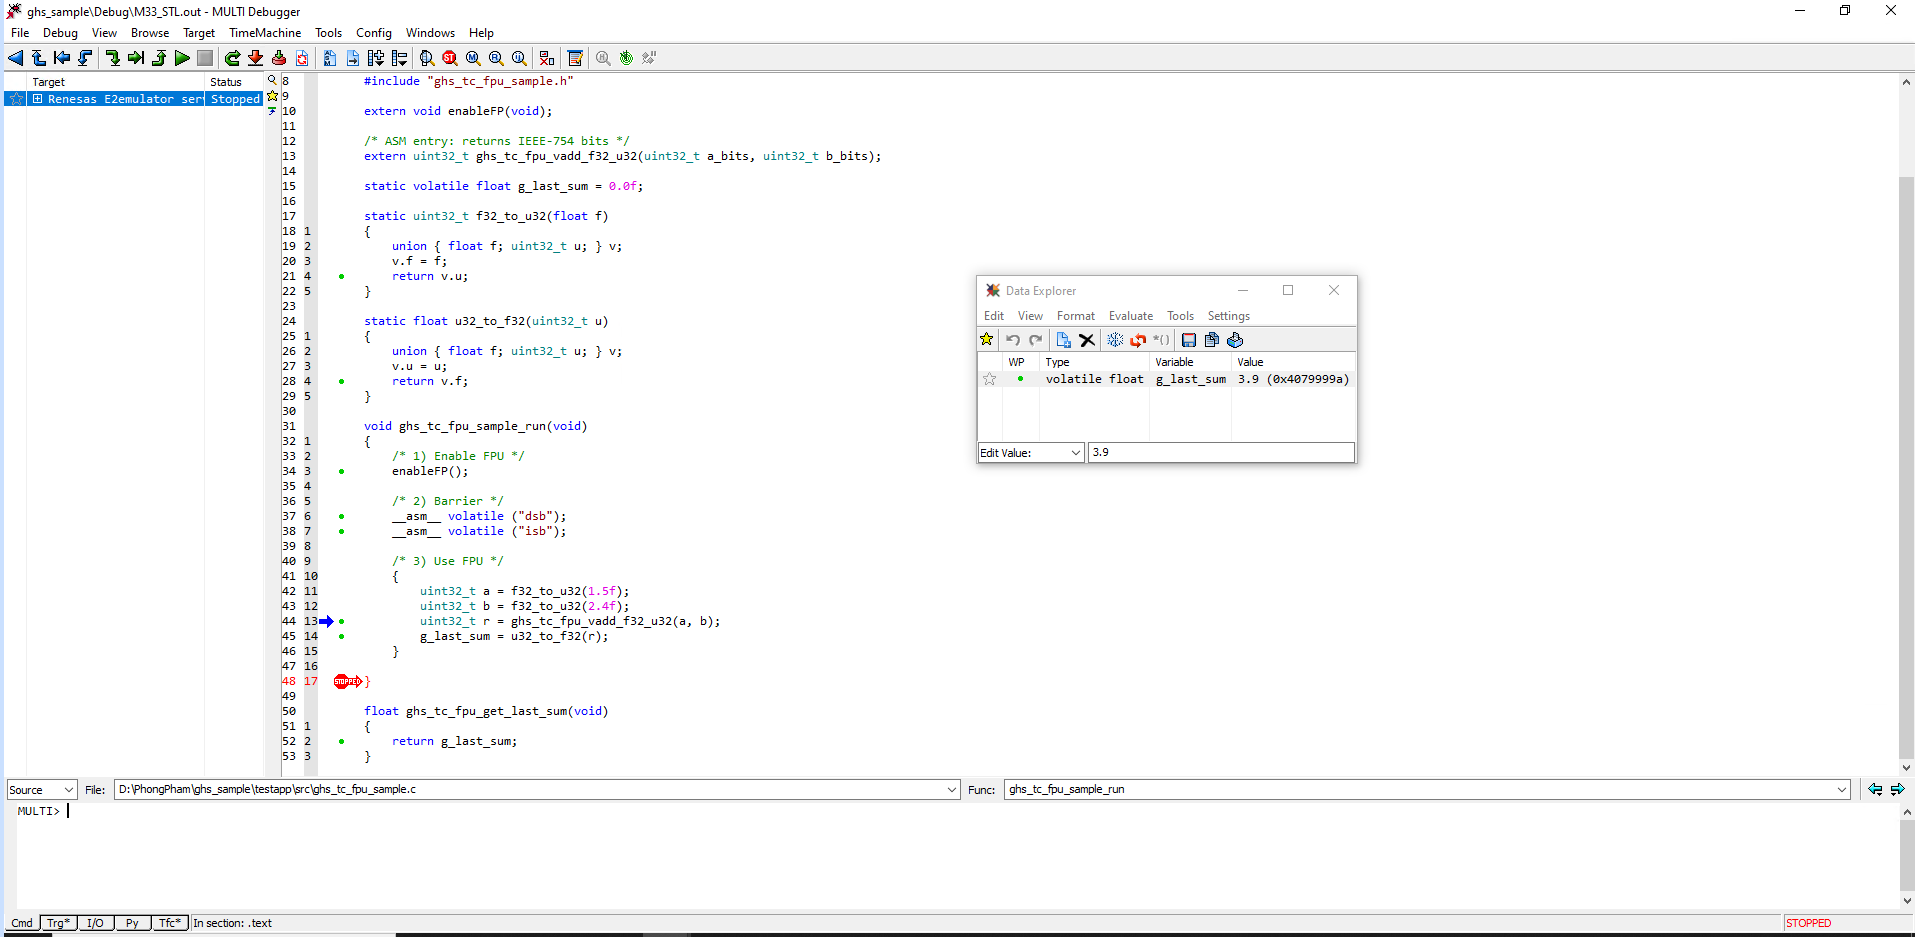 ghs_sample\Debug\M33_STL.out - MULTI Debugger
File Debug View Browse Target TimeMachine Tools Config Windows Help
Target Status
Renesas E2emulator ser Stopped
8 #include "ghs_tc_fpu_sample.h"
9
10 extern void enableFP(void);
11
12 /* ASM entry: returns IEEE-754 bits */
13 extern uint32_t ghs_tc_fpu_vadd_f32_u32(uint32_t a_bits, uint32_t b_bits);
14
15 static volatile float g_last_sum = 0.0f;
16
17 static uint32_t f32_to_u32(float f)
18 1 {
19 2 union { float f; uint32_t u; } v;
20 3 v.f = f;
21 4 return v.u;
22 5 }
23
24 static float u32_to_f32(uint32_t u)
25 1 {
26 2 union { float f; uint32_t u; } v;
27 3 v.u = u;
28 4 return v.f;
29 5 }
30
31 void ghs_tc_fpu_sample_run(void)
32 1 {
33 2 /* 1) Enable FPU */
34 3 enableFP();
35 4
36 5 /* 2) Barrier */
37 6 __asm__ volatile ("dsb");
38 7 __asm__ volatile ("isb");
39 8
40 9 /* 3) Use FPU */
41 10 {
42 11 uint32_t a = f32_to_u32(1.5f);
43 12 uint32_t b = f32_to_u32(2.4f);
44 13 uint32_t r = ghs_tc_fpu_vadd_f32_u32(a, b);
45 14 g_last_sum = u32_to_f32(r);
46 15 }
47 16
48 17 STOPPED }
49
50 float ghs_tc_fpu_get_last_sum(void)
51 1 {
52 2 return g_last_sum;
53 3 }
Data Explorer
Edit View Format Evaluate Tools Settings
WP Type Variable Value
volatile float g_last_sum 3.9 (0x4079999a)
Edit Value: 3.9
Source File: D:\PhongPham\ghs_sample\testapp\src\ghs_tc_fpu_sample.c Func: ghs_tc_fpu_sample_run
MULTI>
Cmd Trg* I/O Py Tfc* In section: .text STOPPED